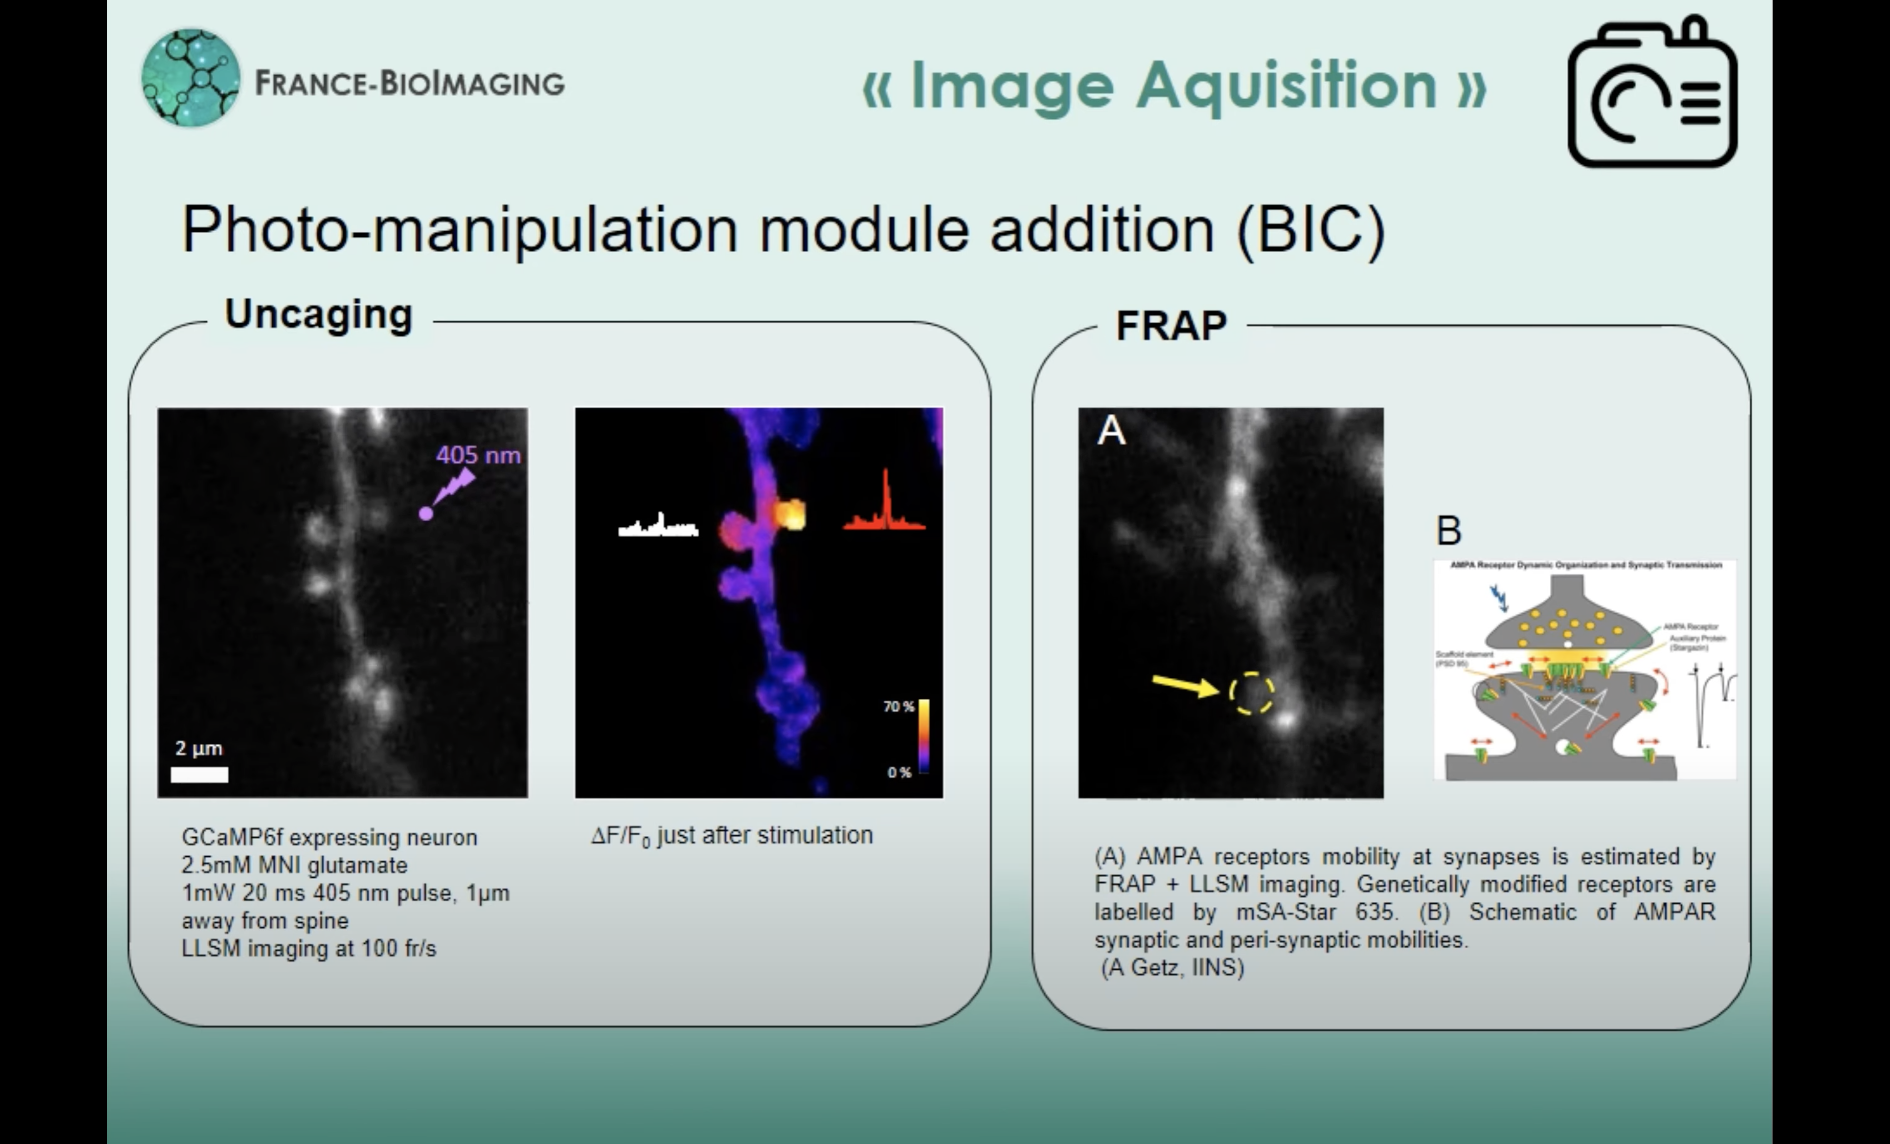 FRANCE-BIOIMAGING
« Image Aquisition »
Photo-manipulation module addition (BIC)
Uncaging
405 nm
2 µm
70 %
0 %
GCaMP6f expressing neuron
2.5mM MNI glutamate
1mW 20 ms 405 nm pulse, 1µm
away from spine
LLSM imaging at 100 fr/s
ΔF/F0 just after stimulation
FRAP
A
B
AMPA Receptor Dynamic Organization and Synaptic Transmission
AMPA Receptor
Auxiliary Protein
(Stargazin)
Scaffold element
(PSD 95)
(A) AMPA receptors mobility at synapses is estimated by
FRAP + LLSM imaging. Genetically modified receptors are
labelled by mSA-Star 635. (B) Schematic of AMPAR
synaptic and peri-synaptic mobilities.
(A Getz, IINS)